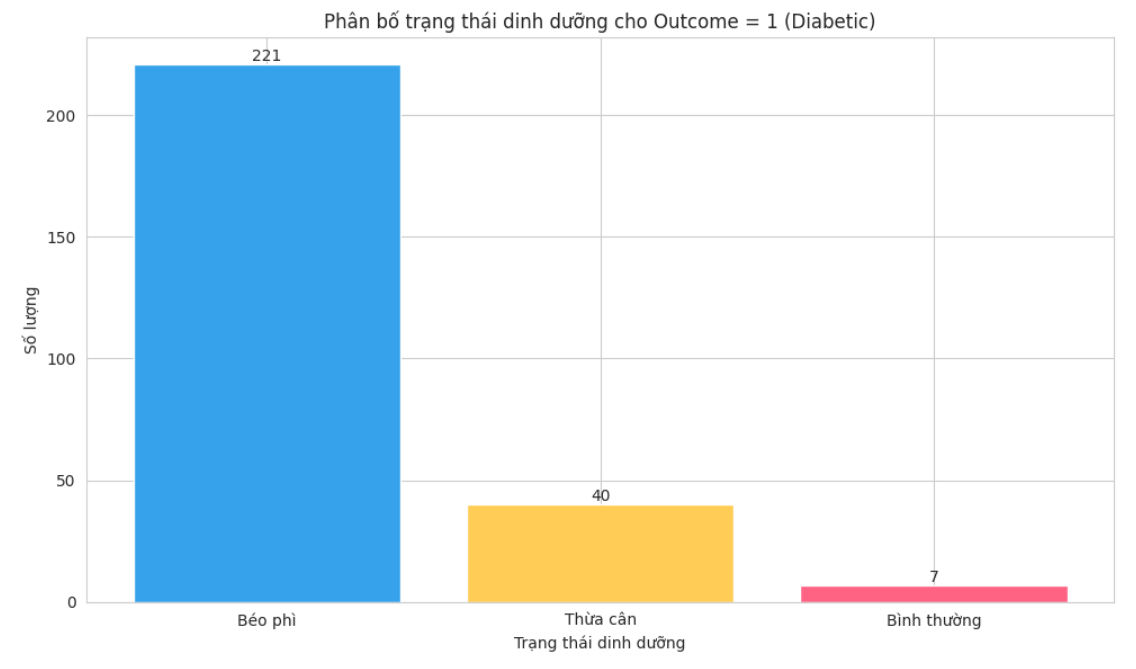 Phân bố trạng thái dinh dưỡng cho Outcome = 1 (Diabetic)
221
200
150
Số lượng
100
50
40
7
0
Béo phì Thừa cân Bình thường
Trạng thái dinh dưỡng